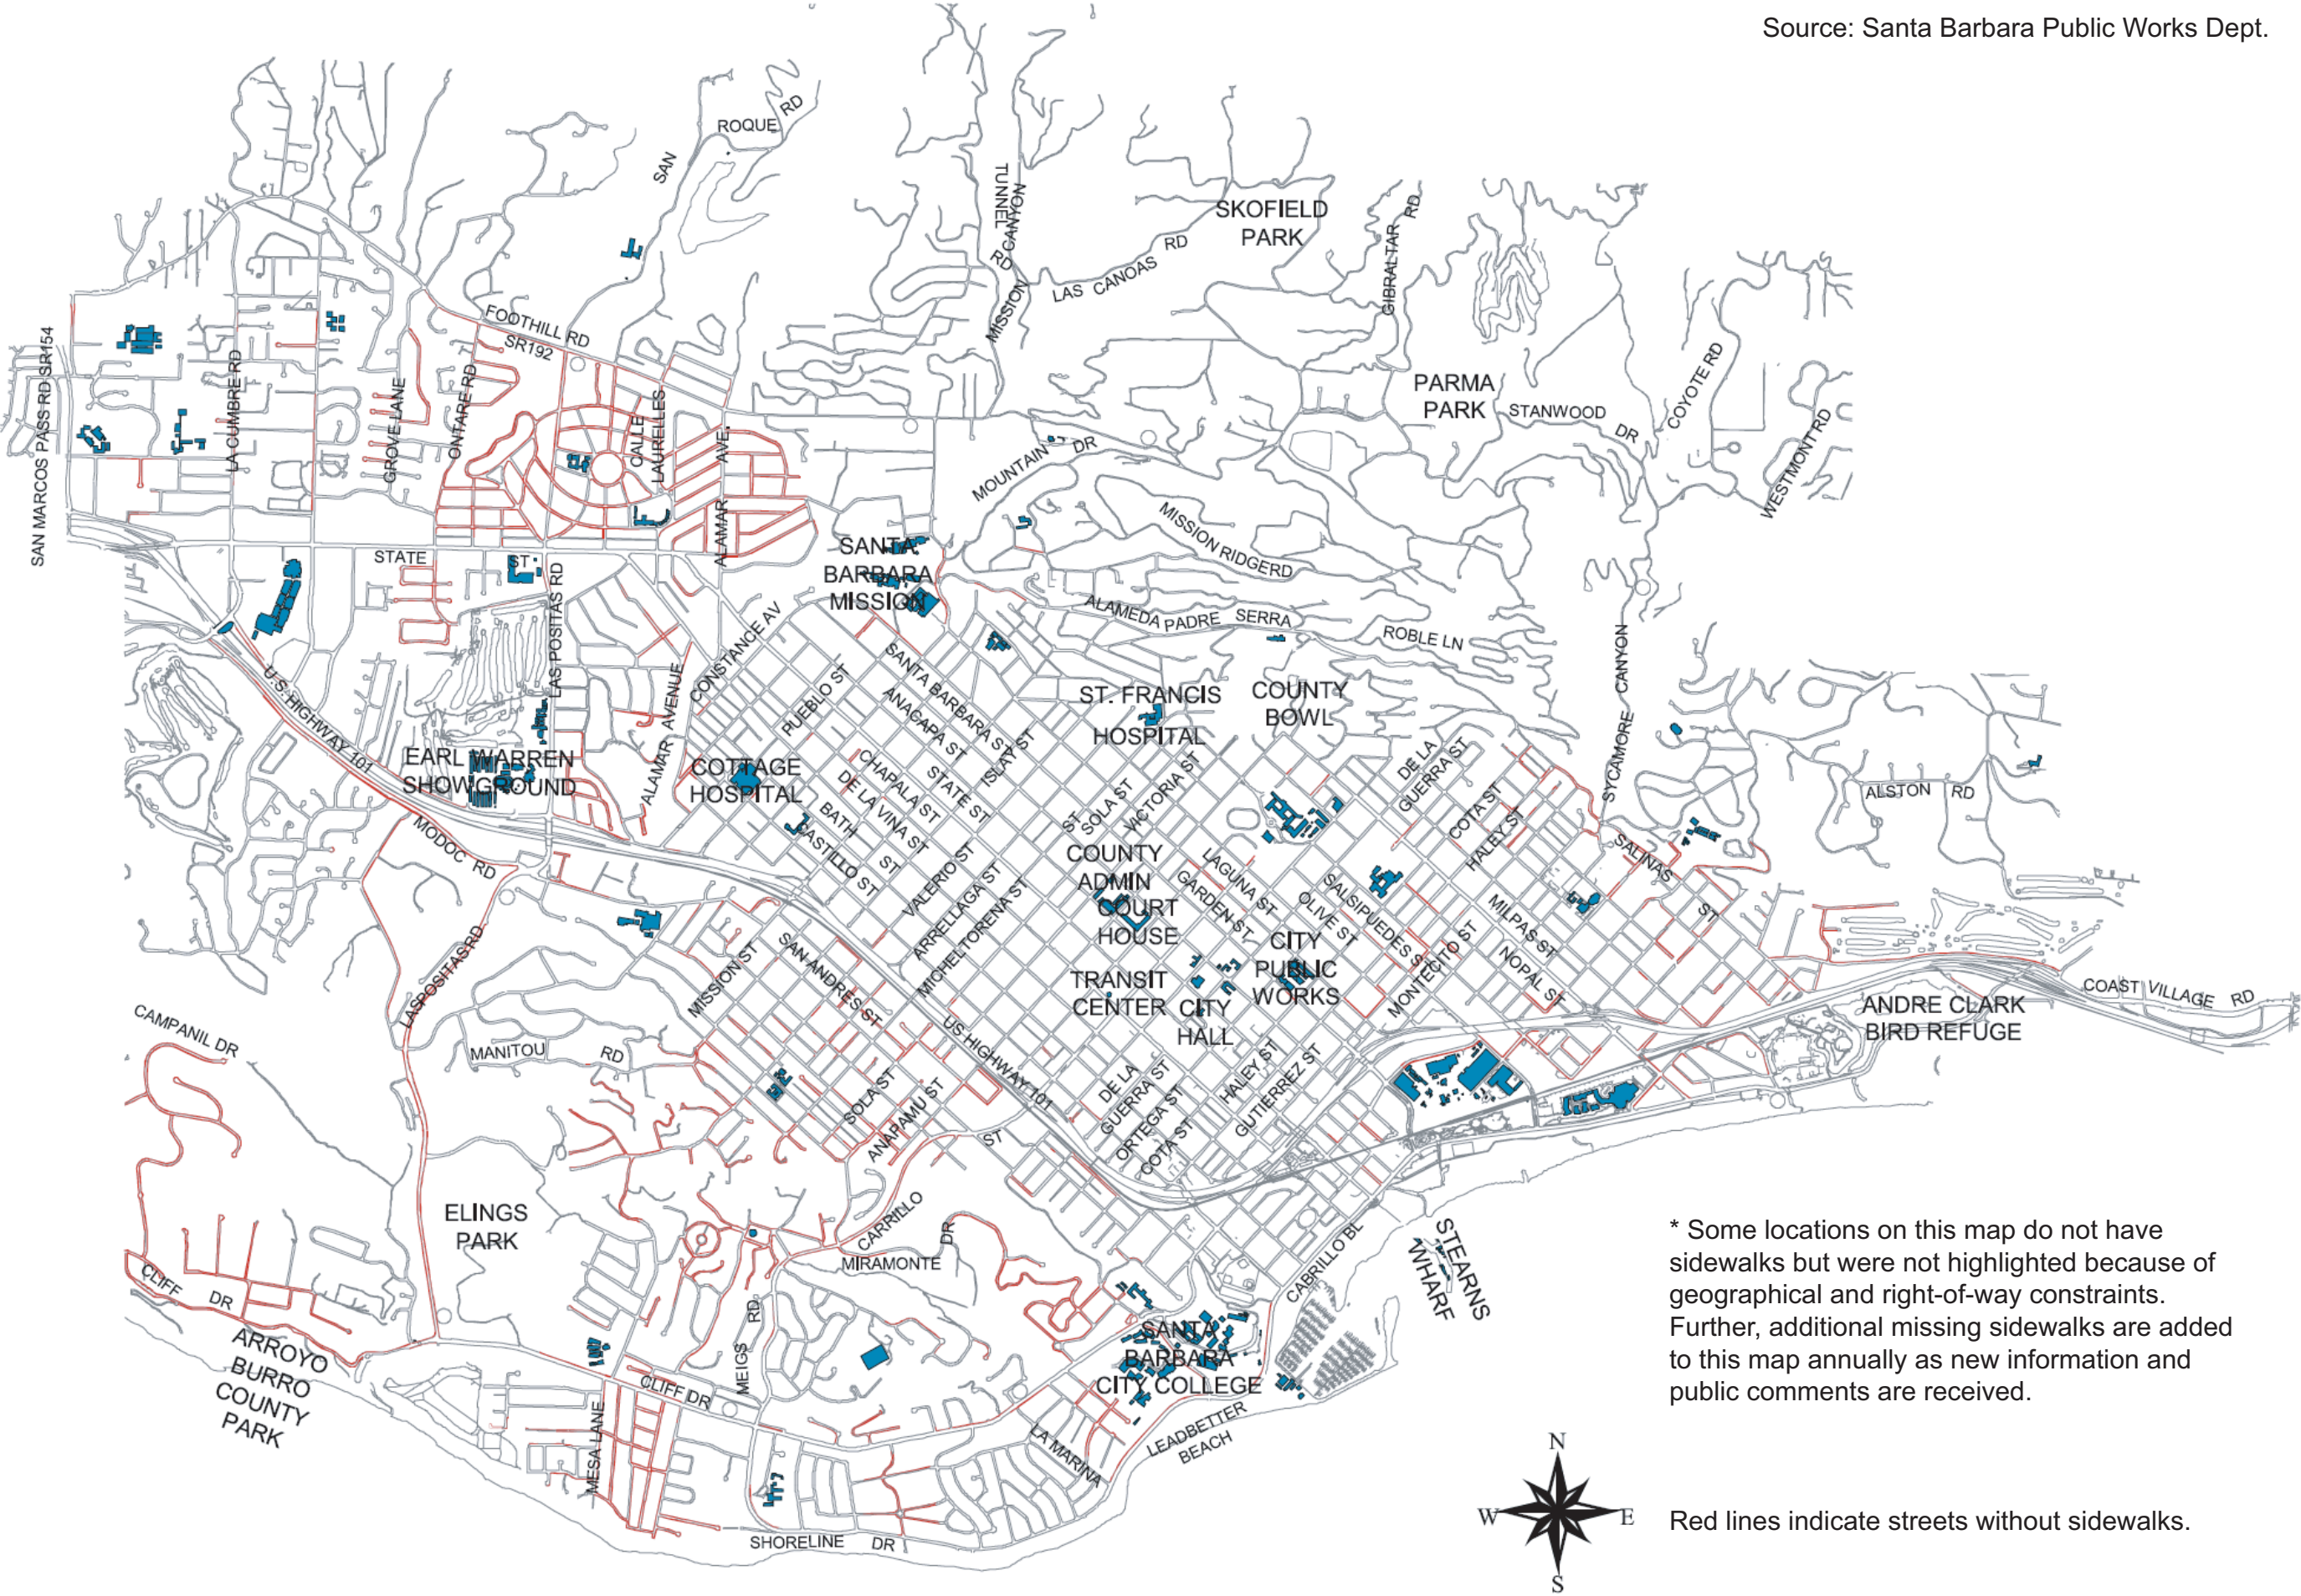 Source: Santa Barbara Public Works Dept.
ROQUE RD
SAN
TUNNEL
RD
CANYON
MISSION
SKOFIELD
PARK
LAS CANOAS RD
GIBRALTAR RD
FOOTHILL RD
SR192
SAN MARCOS PASS RD SR154
LA CUMBRE RD
GROVE LANE
ONTARE RD
CALLE
LAURELLES
ALAMAR AVE.
PARMA
PARK
STANWOOD DR
COYOTE RD
WESTMONT RD
MOUNTAIN DR
MISSION RIDGERD
STATE ST
LAS POSITAS RD
SANTA
BARBARA
MISSION
ALAMEDA PADRE SERRA
ROBLE LN
SYCAMORE CANYON
U.S. HIGHWAY 101
CONSTANCE AV
ALAMAR AVENUE
PUEBLO ST
SANTA BARBARA ST
ANACAPA ST
ISLAY ST
ST. FRANCIS
HOSPITAL
COUNTY
BOWL
EARL WARREN
SHOWGROUND
COTTAGE
HOSPITAL
CHAPALA ST
STATE ST
DE LA VINA ST
BATH ST
CASTILLO ST
DE LA
GUERRA ST
COTA ST
HALEY ST
ST
SOLA ST
VICTORIA ST
ALSTON RD
MODOC RD
VALERIO ST
ARRELLAGA ST
MICHELTORENA ST
COUNTY
ADMIN
COURT
HOUSE
LAGUNA ST
GARDEN ST
OLIVE ST
SALSIPUEDES ST
SALINAS ST
MILPAS ST
NOPAL ST
MONTECITO ST
LASPOSITAS RD
MISSION ST
SAN ANDRES ST
TRANSIT
CENTER
CITY
HALL
CITY
PUBLIC
WORKS
ANDRE CLARK
BIRD REFUGE
COAST VILLAGE RD
CAMPANIL DR
MANITOU RD
US HIGHWAY 101
SOLA ST
ANAPAMU ST
DE LA
GUERRA ST
ORTEGA ST
COTA ST
HALEY ST
GUTIERREZ ST
ELINGS
PARK
CARRILLO ST
MIRAMONTE DR
CABRILLO BL
STEARNS
WHARF
CLIFF DR
ARROYO
BURRO
COUNTY
PARK
MEIGS RD
CLIFF DR
MESA LANE
SANTA
BARBARA
CITY COLLEGE
LA MARINA
LEADBETTER
BEACH
SHORELINE DR
* Some locations on this map do not have
sidewalks but were not highlighted because of
geographical and right-of-way constraints.
Further, additional missing sidewalks are added
to this map annually as new information and
public comments are received.
N
W
E
S
Red lines indicate streets without sidewalks.